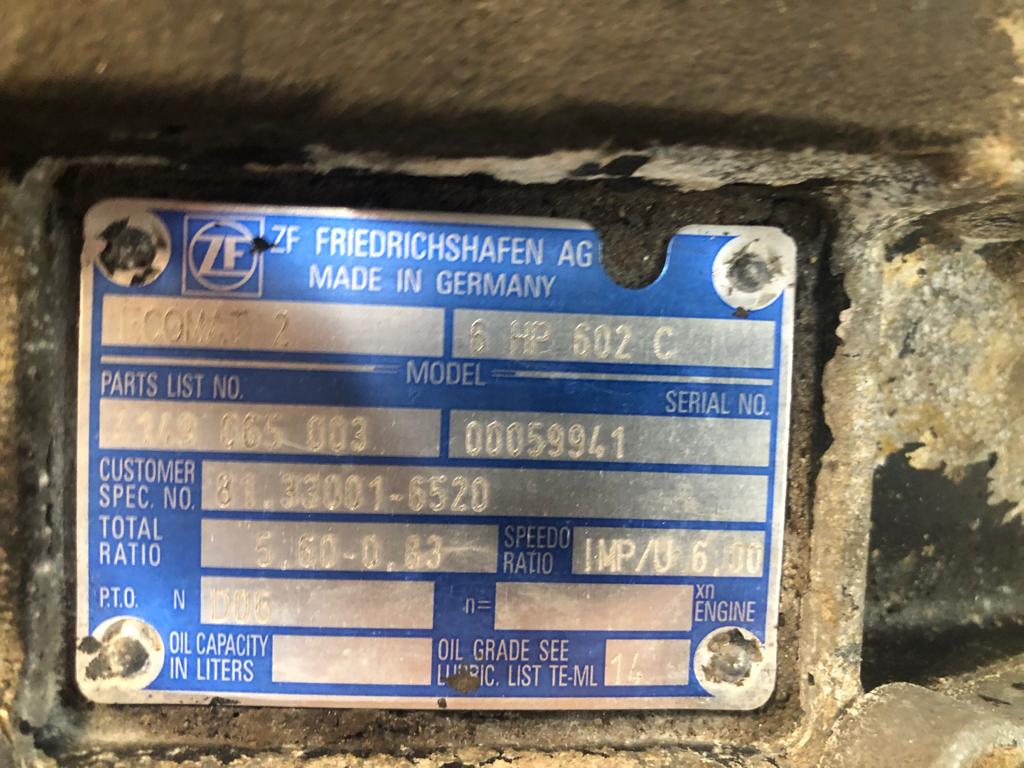 ZF
ZF FRIEDRICHSHAFEN AG
MADE IN GERMANY
ECOMAT 2
6 HP 602 C
MODEL
PARTS LIST NO.
SERIAL NO.
4149 065 003
00059941
CUSTOMER
SPEC. NO.
81.33001-6520
TOTAL
RATIO
5,60-0,83
SPEEDO
RATIO
IMP/U 6,00
P.T.O. N
D06
n=
xn
ENGINE
OIL CAPACITY
IN LITERS
OIL GRADE SEE
LUBRIC. LIST TE-ML
14